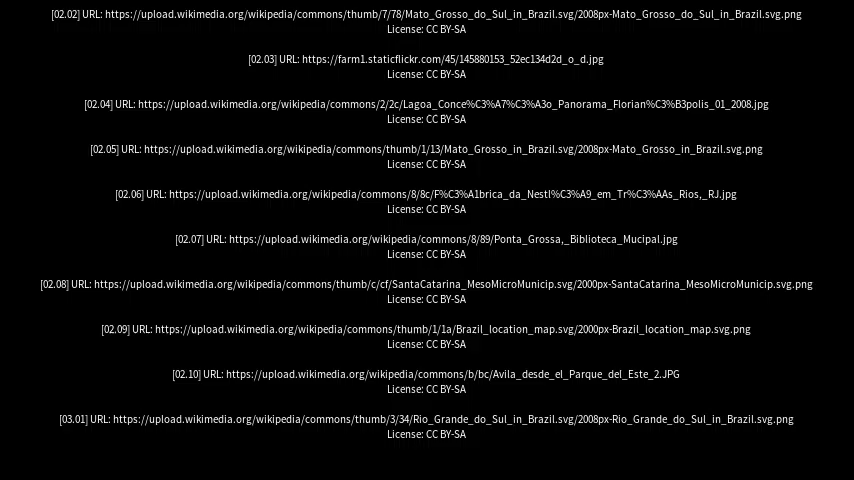 [02.02] URL: https://upload.wikimedia.org/wikipedia/commons/thumb/7/78/Mato_Grosso_do_Sul_in_Brazil.svg/2008px-Mato_Grosso_do_Sul_in_Brazil.svg.png
License: CC BY-SA
[02.03] URL: https://farm1.staticflickr.com/45/145880153_52ec134d2d_o_d.jpg
License: CC BY-SA
[02.04] URL: https://upload.wikimedia.org/wikipedia/commons/2/2c/Lagoa_Conce%C3%A7%C3%A3o_Panorama_Florian%C3%B3polis_01_2008.jpg
License: CC BY-SA
[02.05] URL: https://upload.wikimedia.org/wikipedia/commons/thumb/1/13/Mato_Grosso_in_Brazil.svg/2008px-Mato_Grosso_in_Brazil.svg.png
License: CC BY-SA
[02.06] URL: https://upload.wikimedia.org/wikipedia/commons/8/8c/F%C3%A1brica_da_Nestl%C3%A9_em_Tr%C3%AAs_Rios,_RJ.jpg
License: CC BY-SA
[02.07] URL: https://upload.wikimedia.org/wikipedia/commons/8/89/Ponta_Grossa,_Biblioteca_Mucipal.jpg
License: CC BY-SA
[02.08] URL: https://upload.wikimedia.org/wikipedia/commons/thumb/c/cf/SantaCatarina_MesoMicroMunicip.svg/2000px-SantaCatarina_MesoMicroMunicip.svg.png
License: CC BY-SA
[02.09] URL: https://upload.wikimedia.org/wikipedia/commons/thumb/1/1a/Brazil_location_map.svg/2000px-Brazil_location_map.svg.png
License: CC BY-SA
[02.10] URL: https://upload.wikimedia.org/wikipedia/commons/b/bc/Avila_desde_el_Parque_del_Este_2.JPG
License: CC BY-SA
[03.01] URL: https://upload.wikimedia.org/wikipedia/commons/thumb/3/34/Rio_Grande_do_Sul_in_Brazil.svg/2008px-Rio_Grande_do_Sul_in_Brazil.svg.png
License: CC BY-SA